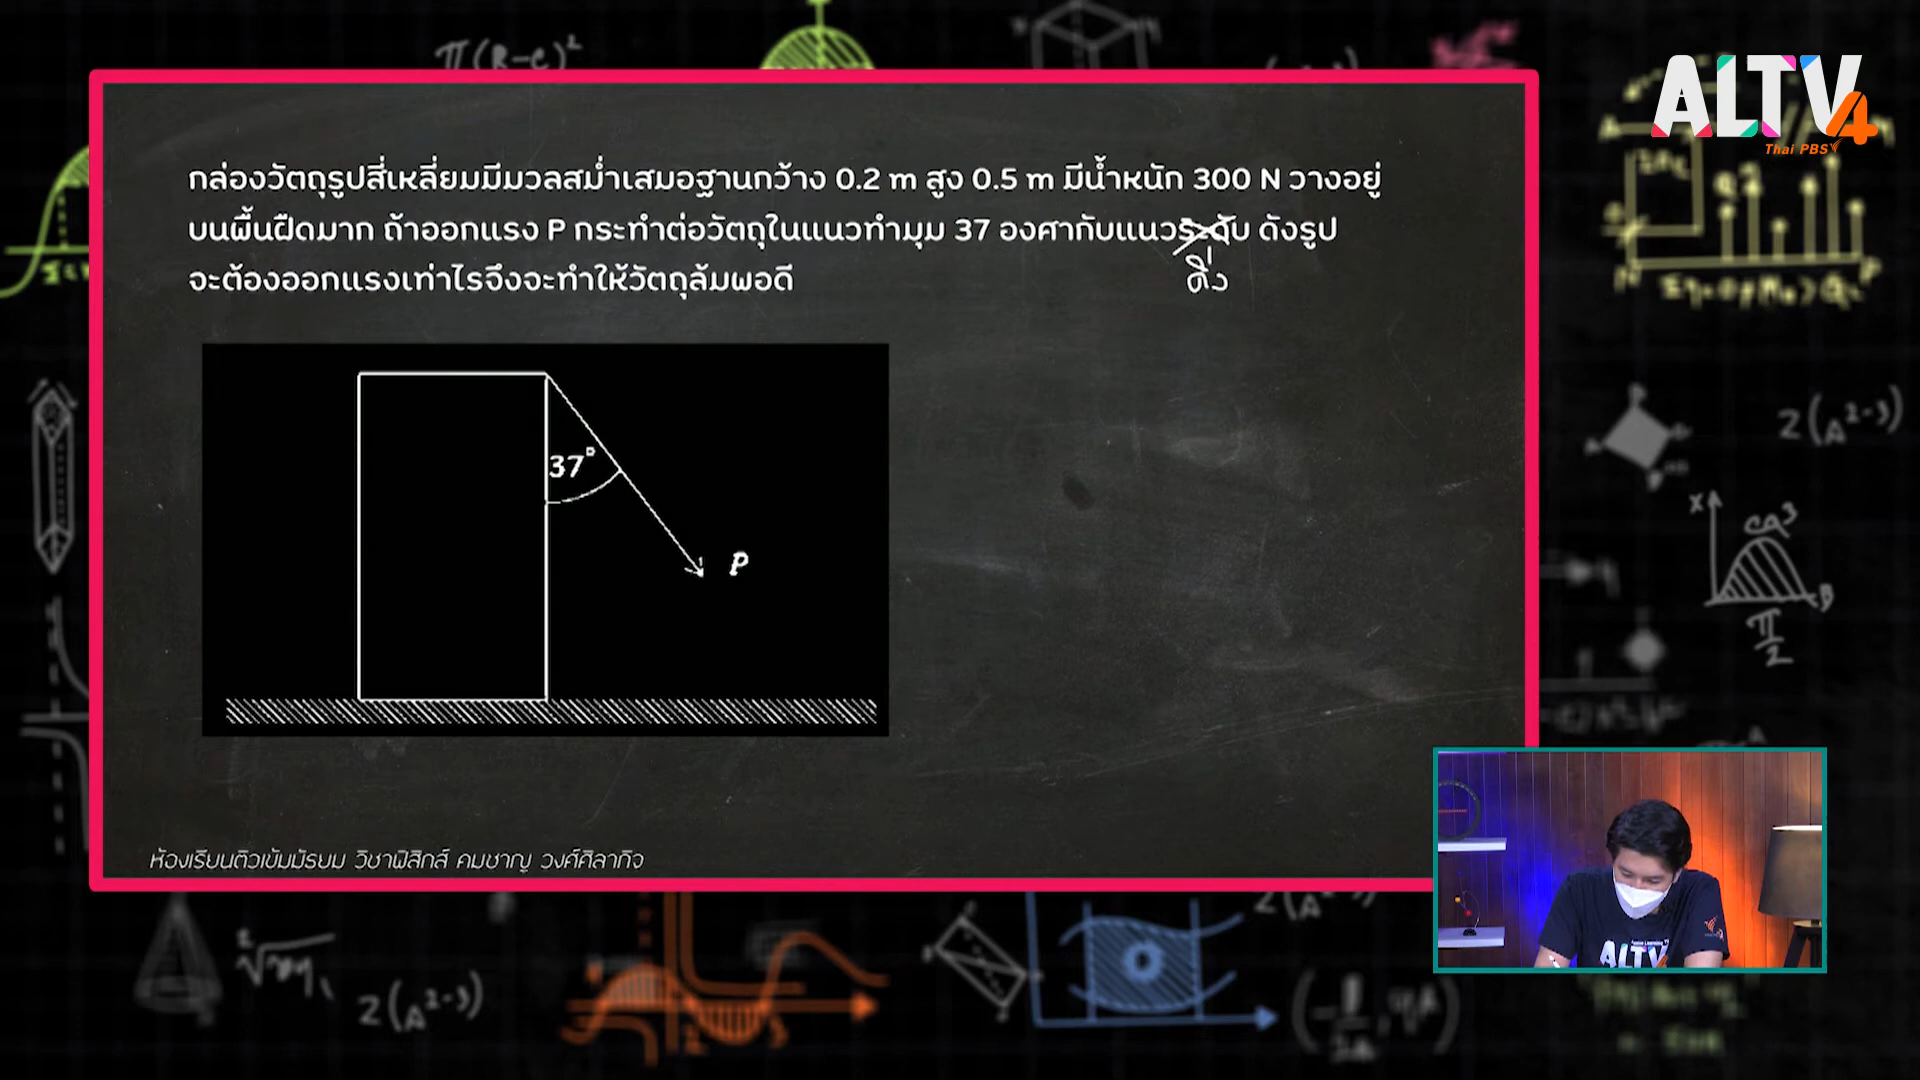 π(R-c)²
ALTV4
Thai PBS
กล่องวัตถุรูปสี่เหลี่ยมมีมวลสม่ำเสมอฐานกว้าง 0.2 m สูง 0.5 m มีน้ำหนัก 300 N วางอยู่
บนพื้นฝืดมาก ถ้าออกแรง P กระทำต่อวัตถุในแนวทำมุม 37 องศากับแนวระดับ ดังรูป
ดิ่ง
จะต้องออกแรงเท่าไรจึงจะทำให้วัตถุล้มพอดี
37°
P
2(A²⁻³)
X
π
2
ห้องเรียนติวเข้มมัธยม วิชาฟิสิกส์ คมชาญ วงศ์ศิลากิจ
ALTV
2(A²⁻³)